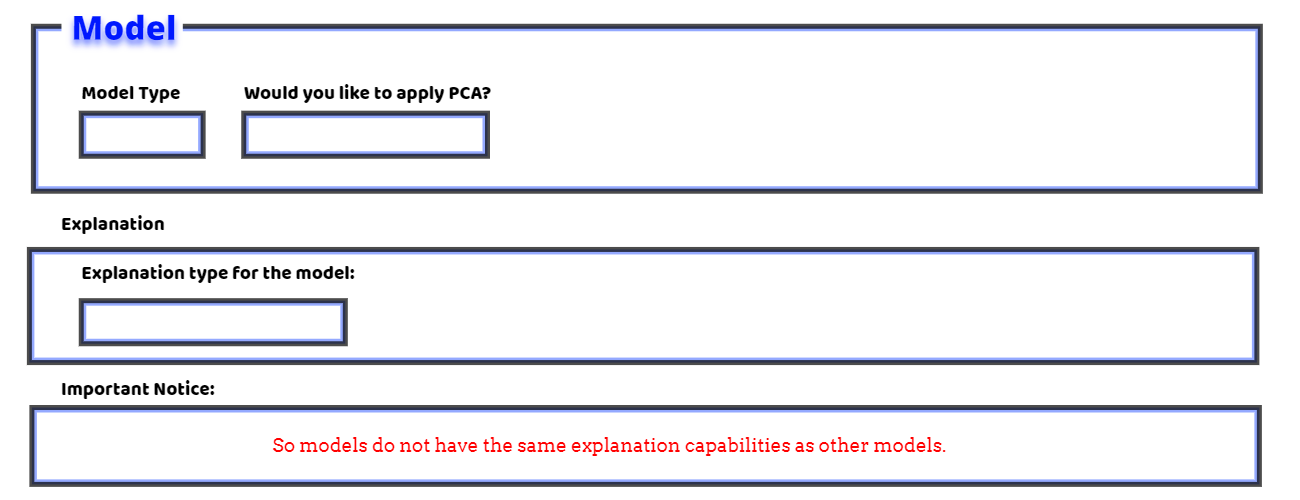 Model
Model Type Would you like to apply PCA?
Explanation
Explanation type for the model:
Important Notice:
So models do not have the same explanation capabilities as other models.